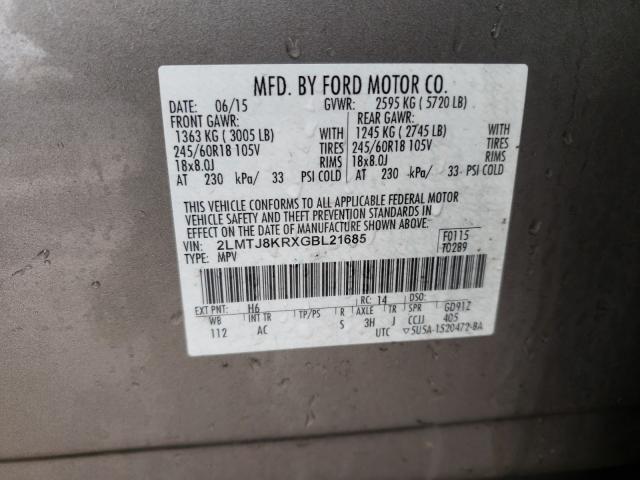 MFD. BY FORD MOTOR CO.
DATE: 06/15 GVWR: 2595 KG ( 5720 LB)
FRONT GAWR: REAR GAWR:
1363 KG ( 3005 LB) WITH 1245 KG ( 2745 LB) WITH
245/60R18 105V TIRES 245/60R18 105V TIRES
18x8.0J RIMS 18x8.0J RIMS
AT 230 kPa/ 33 PSI COLD AT 230 kPa/ 33 PSI COLD
THIS VEHICLE CONFORMS TO ALL APPLICABLE FEDERAL MOTOR
VEHICLE SAFETY AND THEFT PREVENTION STANDARDS IN
EFFECT ON THE DATE OF MANUFACTURE SHOWN ABOVE.
VIN: 2LMTJ8KRXGBL21685 F0115
TYPE: MPV T0289
EXT PNT: H6 RC: 14 DSO:
WB INT TR TP/PS R AXLE TR SPR GD91Z
112 AC S 3H J CCJJ 405
UTC ▽5U5A-1520472-BA